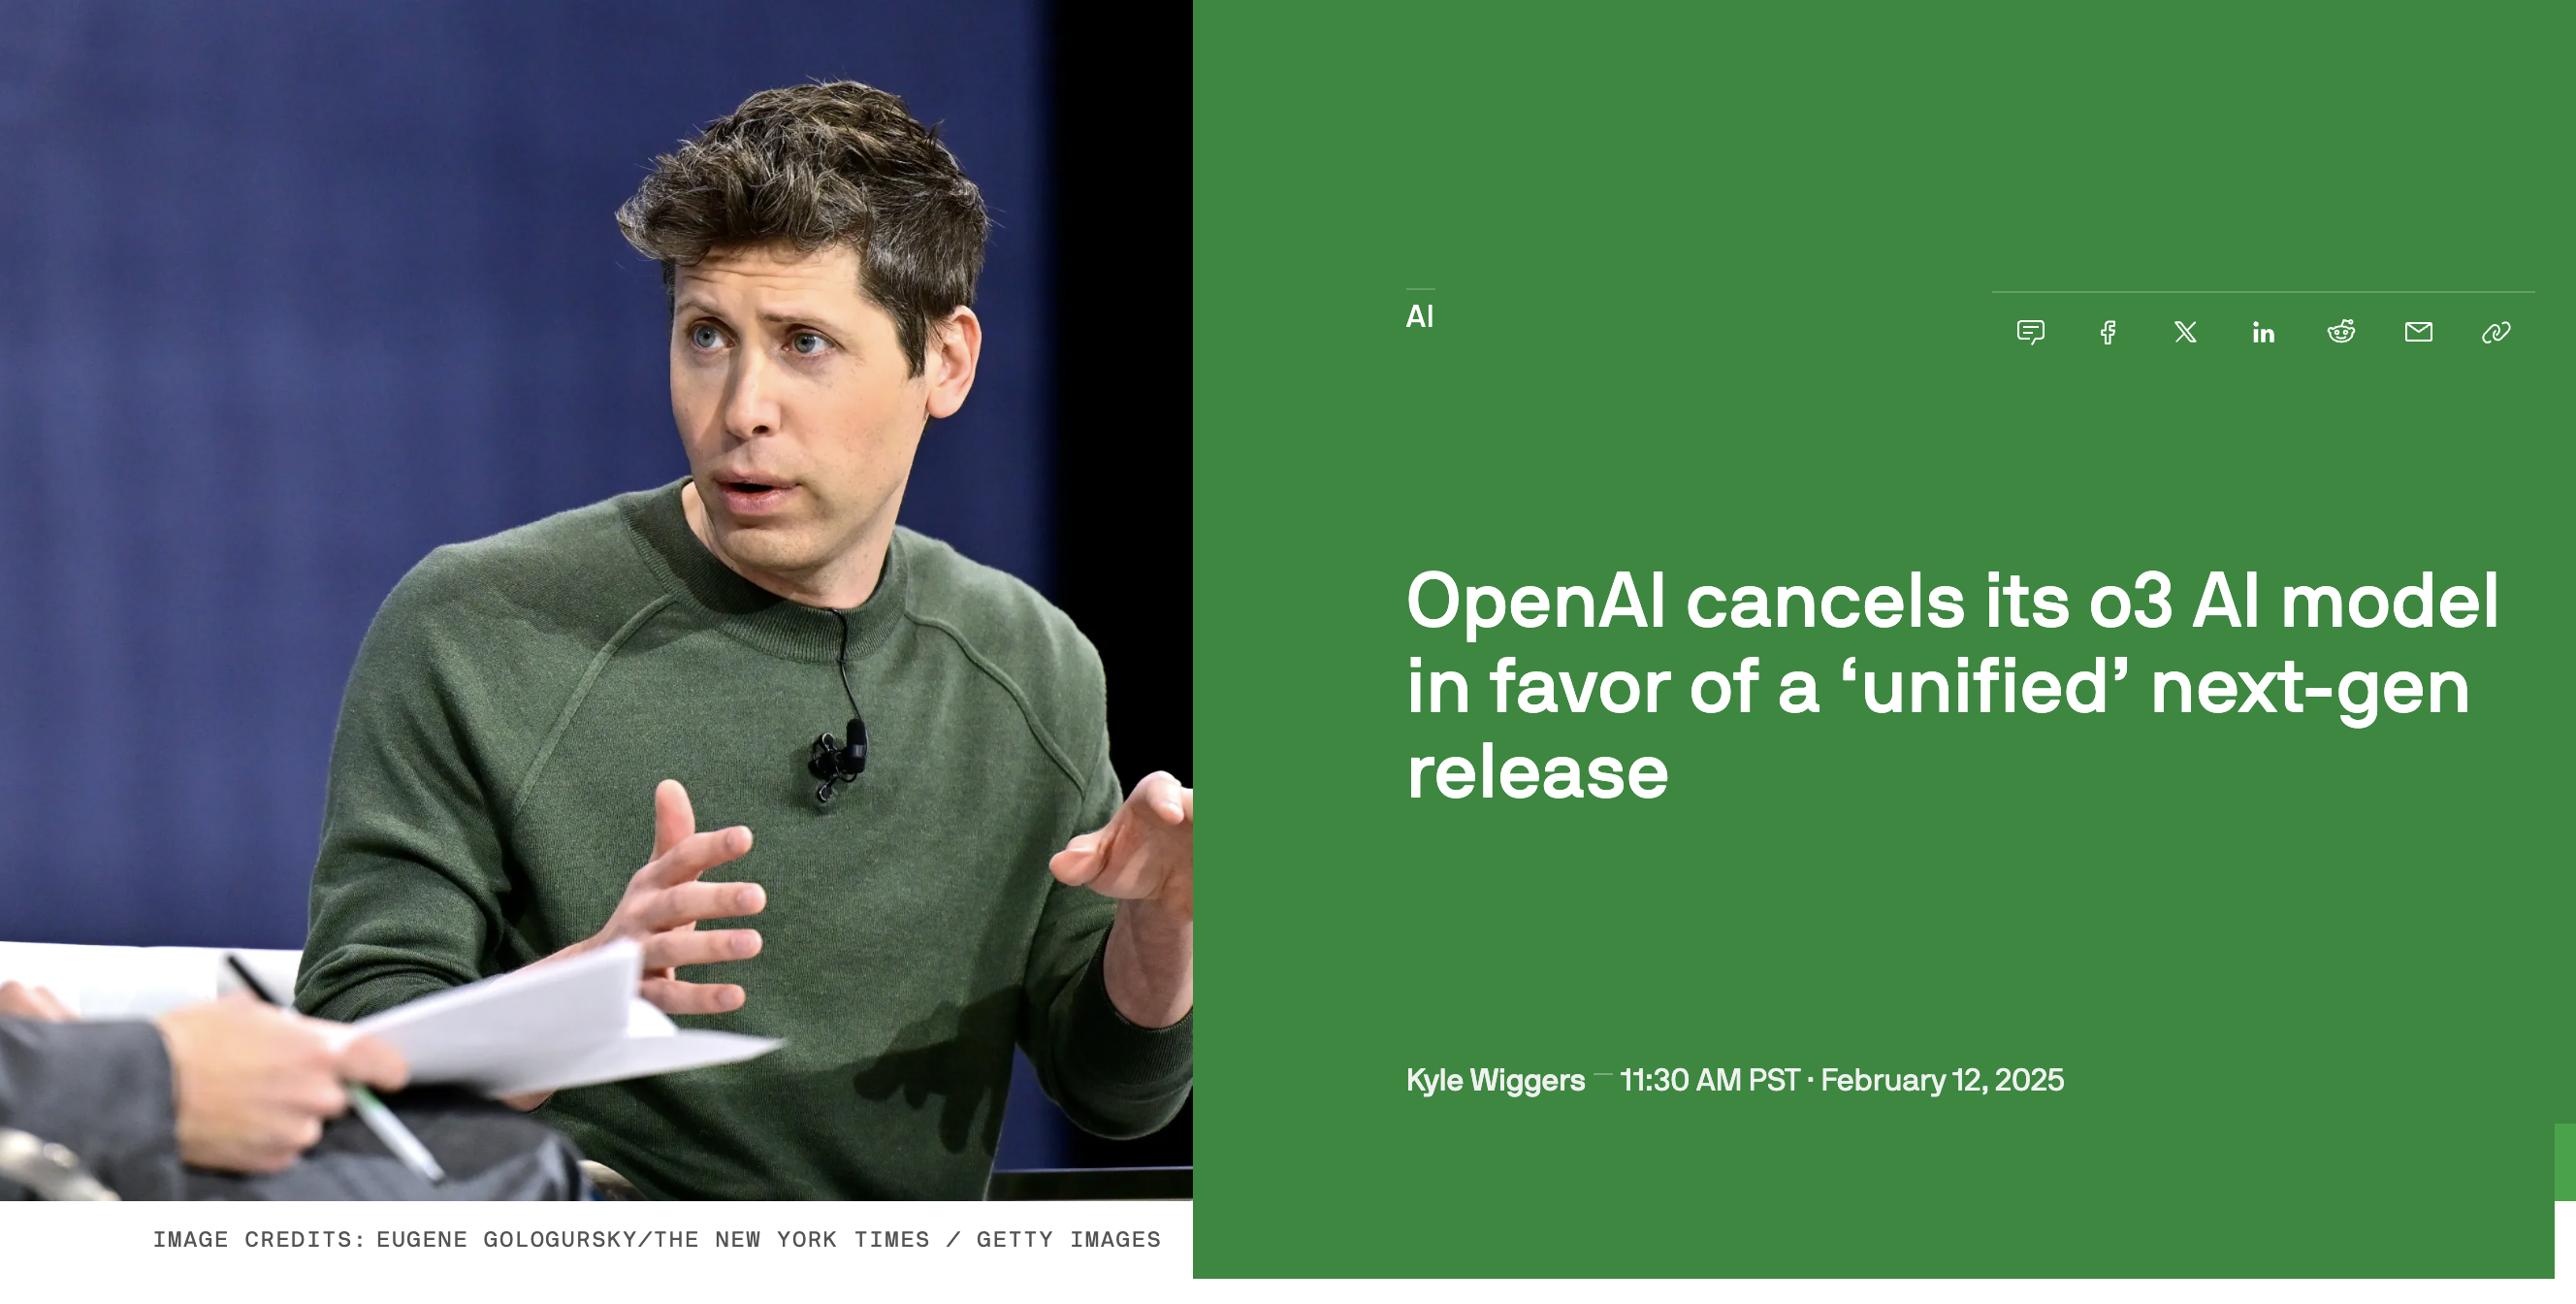 AI
OpenAI cancels its o3 AI model
in favor of a ‘unified’ next-gen
release
Kyle Wiggers — 11:30 AM PST · February 12, 2025
IMAGE CREDITS: EUGENE GOLOGURSKY/THE NEW YORK TIMES / GETTY IMAGES